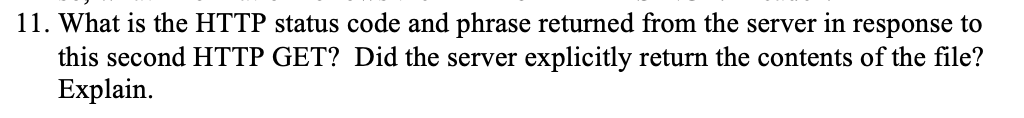 11. What is the HTTP status code and phrase returned from the server in response to
this second HTTP GET? Did the server explicitly return the contents of the file?
Explain.